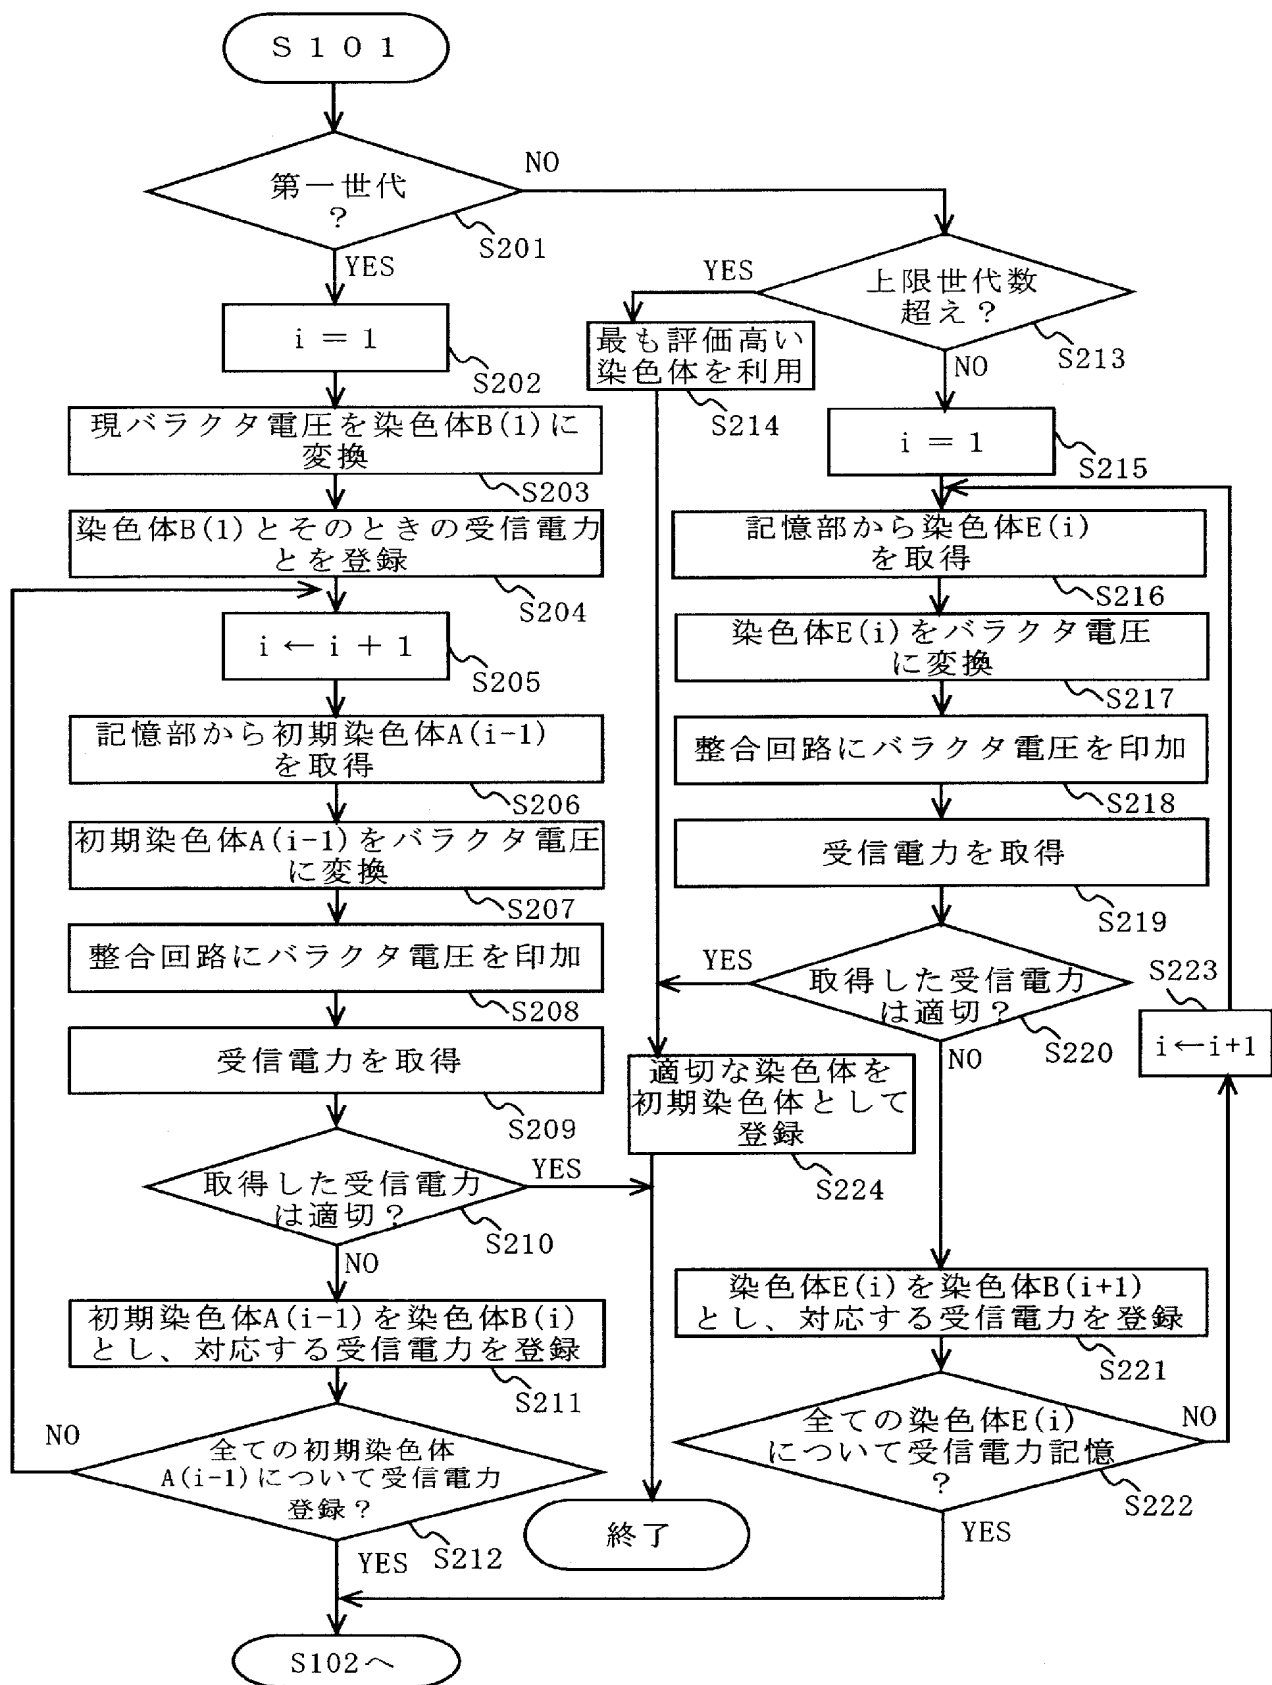 S101
第一世代
?
S201
YES
NO
i = 1
S202
現バラクタ電圧を染色体B(1)に
変換
S203
染色体B(1)とそのときの受信電力
とを登録
S204
i ← i + 1
S205
記憶部から初期染色体A(i-1)
を取得
S206
初期染色体A(i-1)をバラクタ電圧
に変換
S207
整合回路にバラクタ電圧を印加
S208
受信電力を取得
S209
取得した受信電力
は適切?
S210
YES
NO
初期染色体A(i-1)を染色体B(i)
とし、対応する受信電力を登録
S211
全ての初期染色体
A(i-1)について受信電力
登録?
S212
NO
YES
S102へ
上限世代数
超え?
S213
YES
NO
最も評価高い
染色体を利用
S214
i = 1
S215
記憶部から染色体E(i)
を取得
S216
染色体E(i)をバラクタ電圧
に変換
S217
整合回路にバラクタ電圧を印加
S218
受信電力を取得
S219
取得した受信電力
は適切?
S220
YES
NO
適切な染色体を
初期染色体として
登録
S224
染色体E(i)を染色体B(i+1)
とし、対応する受信電力を登録
S221
全ての染色体E(i)
について受信電力記憶
?
S222
NO
YES
S223
i←i+1
終了